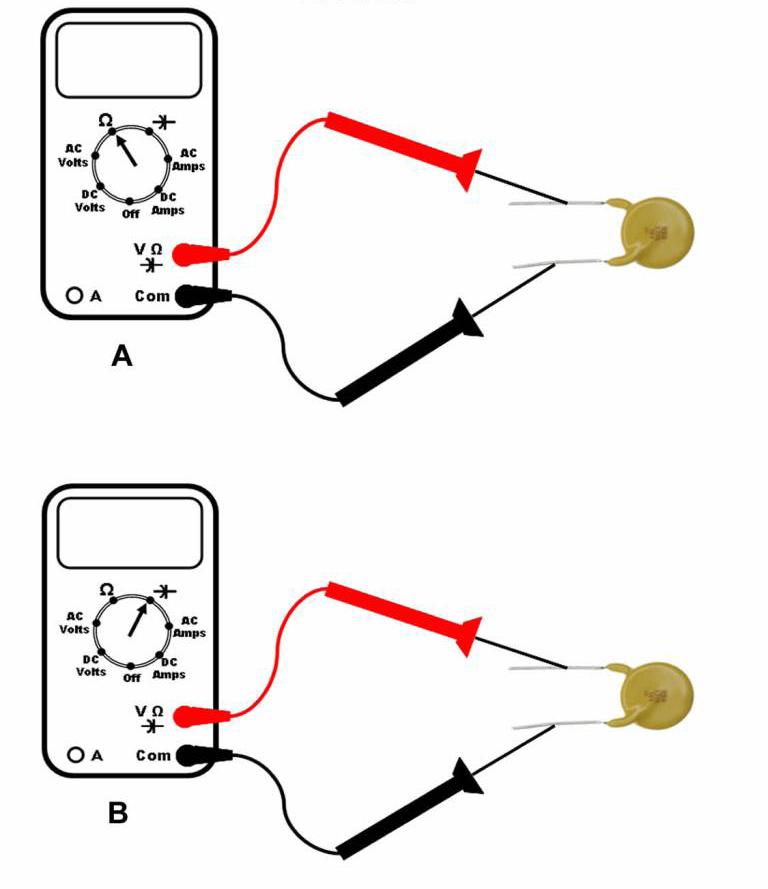 Ω
AC
Volts
AC
Amps
DC
Volts
DC
Amps
Off
V Ω
A
Com
A
Ω
AC
Volts
AC
Amps
DC
Volts
DC
Amps
Off
V Ω
A
Com
B